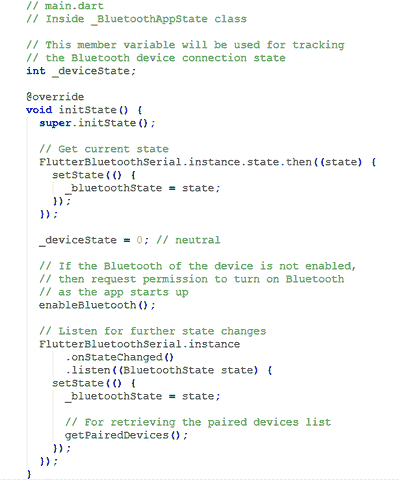 // main.dart
// Inside _BluetoothAppState class
// This member variable will be used for tracking
// the Bluetooth device connection state
int _deviceState;
@override
void initState() {
super.initState();
// Get current state
FlutterBluetoothSerial.instance.state.then((state) {
setState(() {
_bluetoothState = state;
});
});
_deviceState = 0; // neutral
// If the Bluetooth of the device is not enabled,
// then request permission to turn on Bluetooth
// as the app starts up
enableBluetooth();
// Listen for further state changes
FlutterBluetoothSerial.instance
.onStateChanged()
.listen((BluetoothState state) {
setState(() {
_bluetoothState = state;
// For retrieving the paired devices list
getPairedDevices();
});
});
}